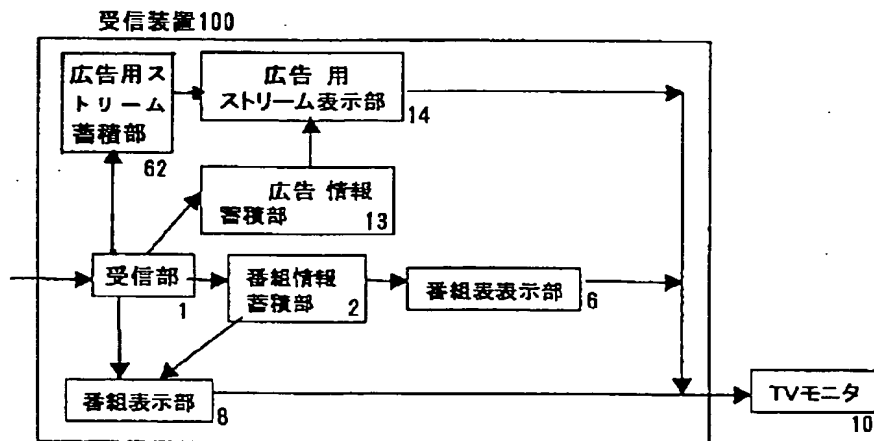 受信装置100
広告用ス
トリーム
蓄積部
62
広告 用
ストリーム表示部
14
広告 情報
蓄積部
13
受信部
1
番組情報
蓄積部
2
番組表表示部
6
番組表示部
8
TVモニタ
10